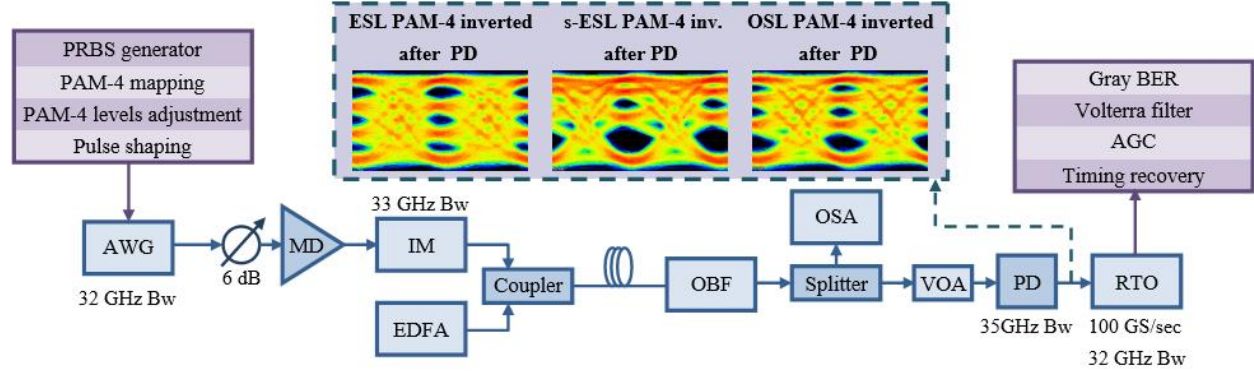 ESL PAM-4 inverted
after PD
s-ESL PAM-4 inv.
after PD
OSL PAM-4 inverted
after PD
PRBS generator
PAM-4 mapping
PAM-4 levels adjustment
Pulse shaping
Gray BER
Volterra filter
AGC
Timing recovery
AWG
32 GHz Bw
6 dB
MD
33 GHz Bw
IM
EDFA
Coupler
OBF
OSA
Splitter
VOA
PD
35GHz Bw
RTO
100 GS/sec
32 GHz Bw